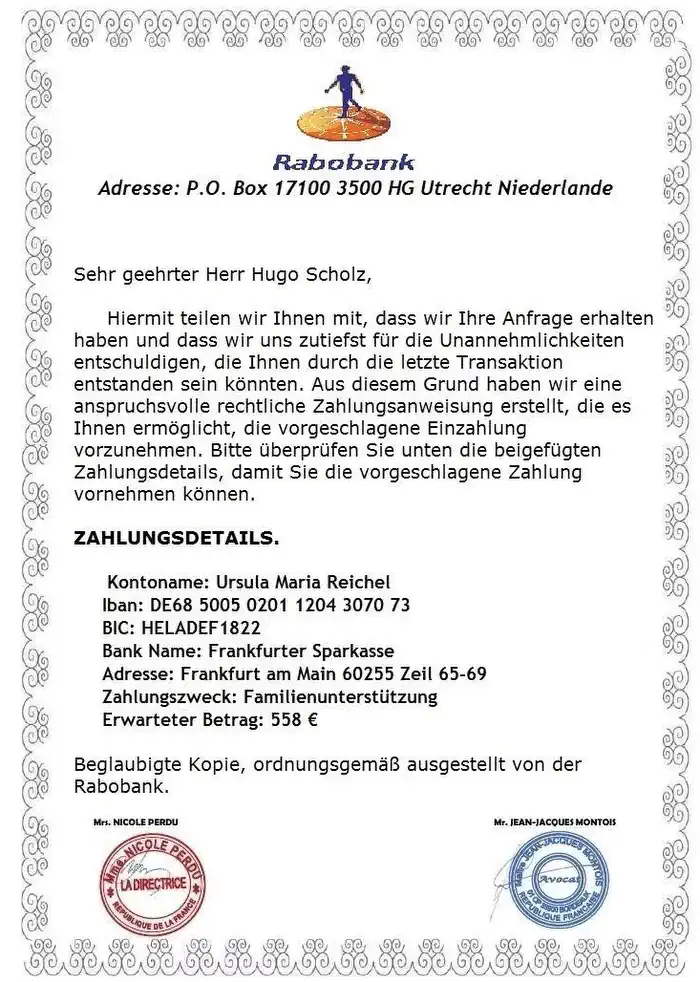 Rabobank
Adresse: P.O. Box 17100 3500 HG Utrecht Niederlande
Sehr geehrter Herr Hugo Scholz,
Hiermit teilen wir Ihnen mit, dass wir Ihre Anfrage erhalten
haben und dass wir uns zutiefst für die Unannehmlichkeiten
entschuldigen, die Ihnen durch die letzte Transaktion
entstanden sein könnten. Aus diesem Grund haben wir eine
anspruchsvolle rechtliche Zahlungsanweisung erstellt, die es
Ihnen ermöglicht, die vorgeschlagene Einzahlung
vorzunehmen. Bitte überprüfen Sie unten die beigefügten
Zahlungsdetails, damit Sie die vorgeschlagene Zahlung
vornehmen können.
ZAHLUNGSDETAILS.
Kontoname: Ursula Maria Reichel
Iban: DE68 5005 0201 1204 3070 73
BIC: HELADEF1822
Bank Name: Frankfurter Sparkasse
Adresse: Frankfurt am Main 60255 Zeil 65-69
Zahlungszweck: Familienunterstützung
Erwarteter Betrag: 558 €
Beglaubigte Kopie, ordnungsgemäß ausgestellt von der
Rabobank.
Mrs. NICOLE PERDU
Mr. JEAN-JACQUES MONTOIS
Mme. NICOLE PERDU
LA DIRECTRICE
REPUBLIQUE DE LA FRANCE
Maitre JEAN-JACQUES MONTOIS
Avocat
BORDEAUX
REPUBLIQUE FRANCAISE